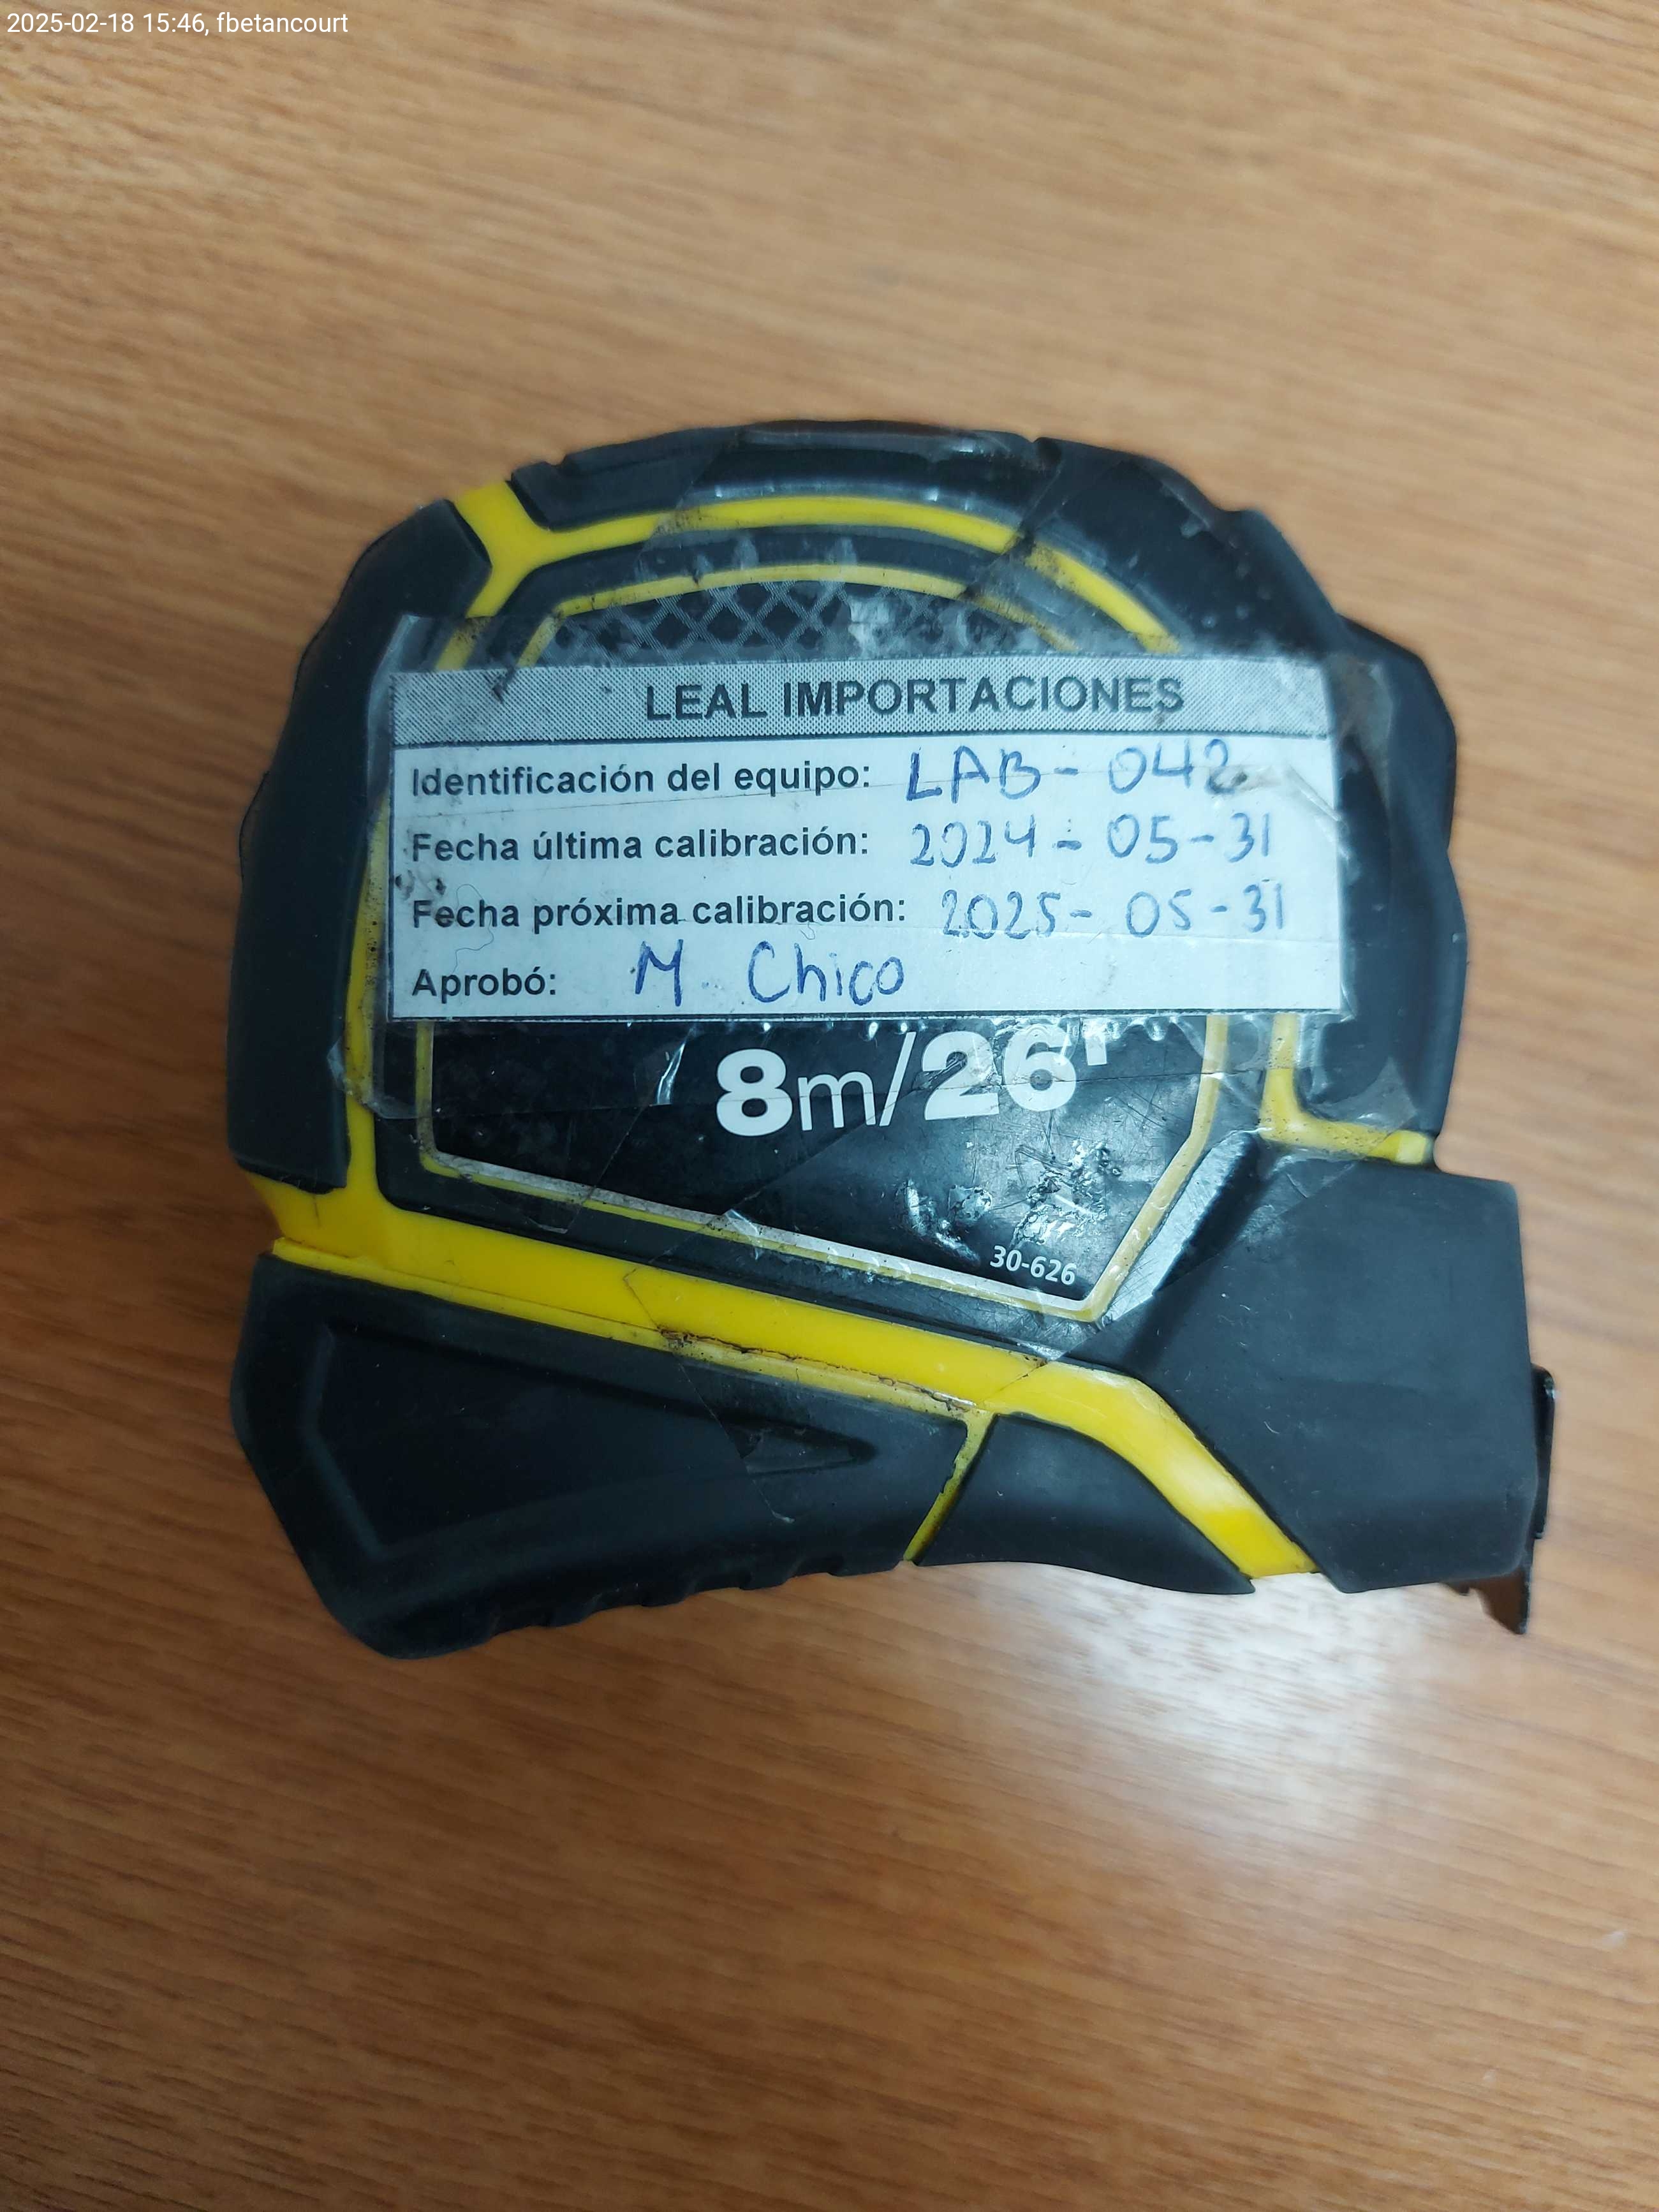 2025-02-18 15:46, fbetancourt
LEAL IMPORTACIONES
Identificación del equipo: LAB-042
Fecha última calibración: 2024-05-31
Fecha próxima calibración: 2025-05-31
Aprobó: M. Chico
8m/26'
30-626